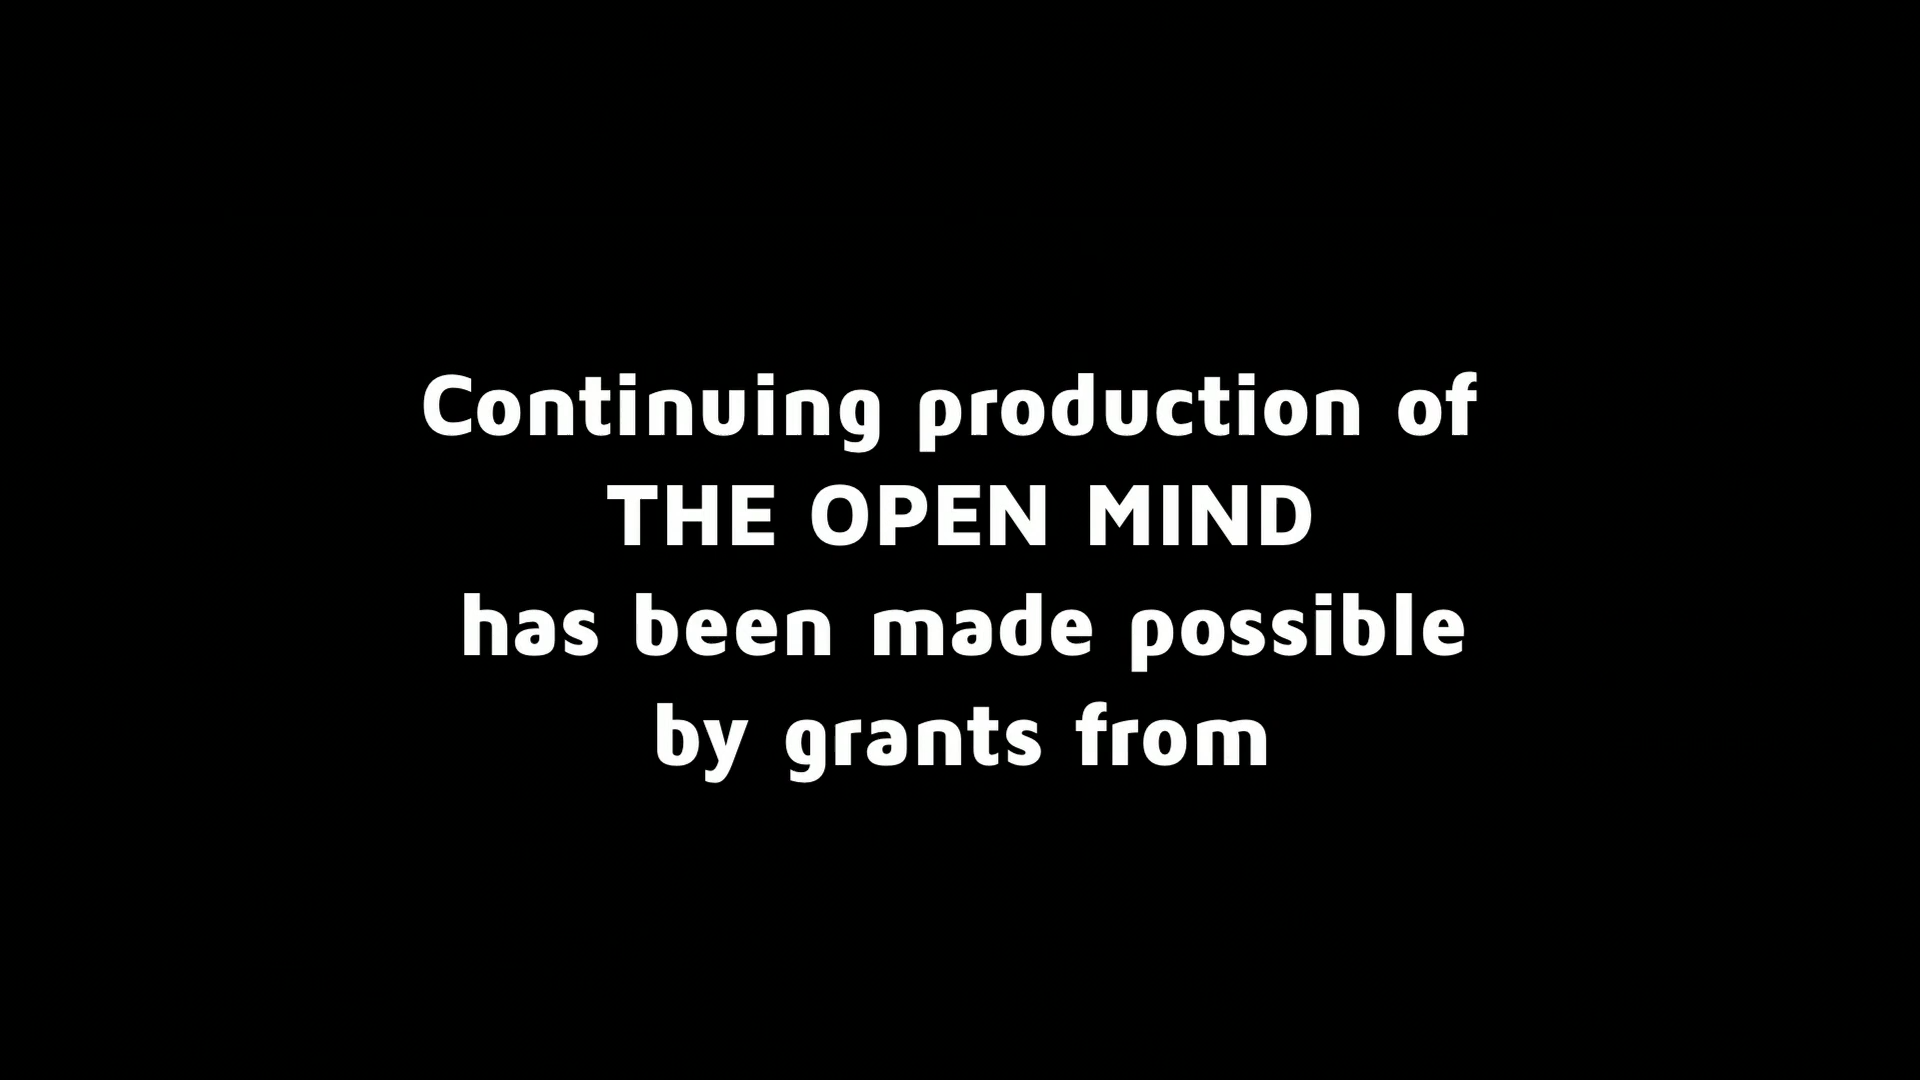 Continuing production of
THE OPEN MIND
has been made possible
by grants from